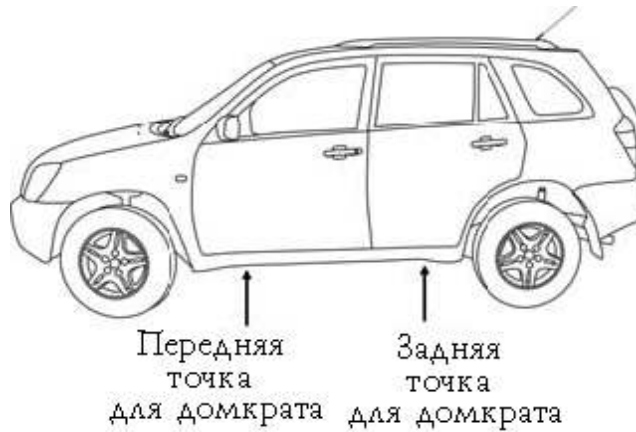 Передняя
точка
для домкрата
Задняя
точка
для домкрата